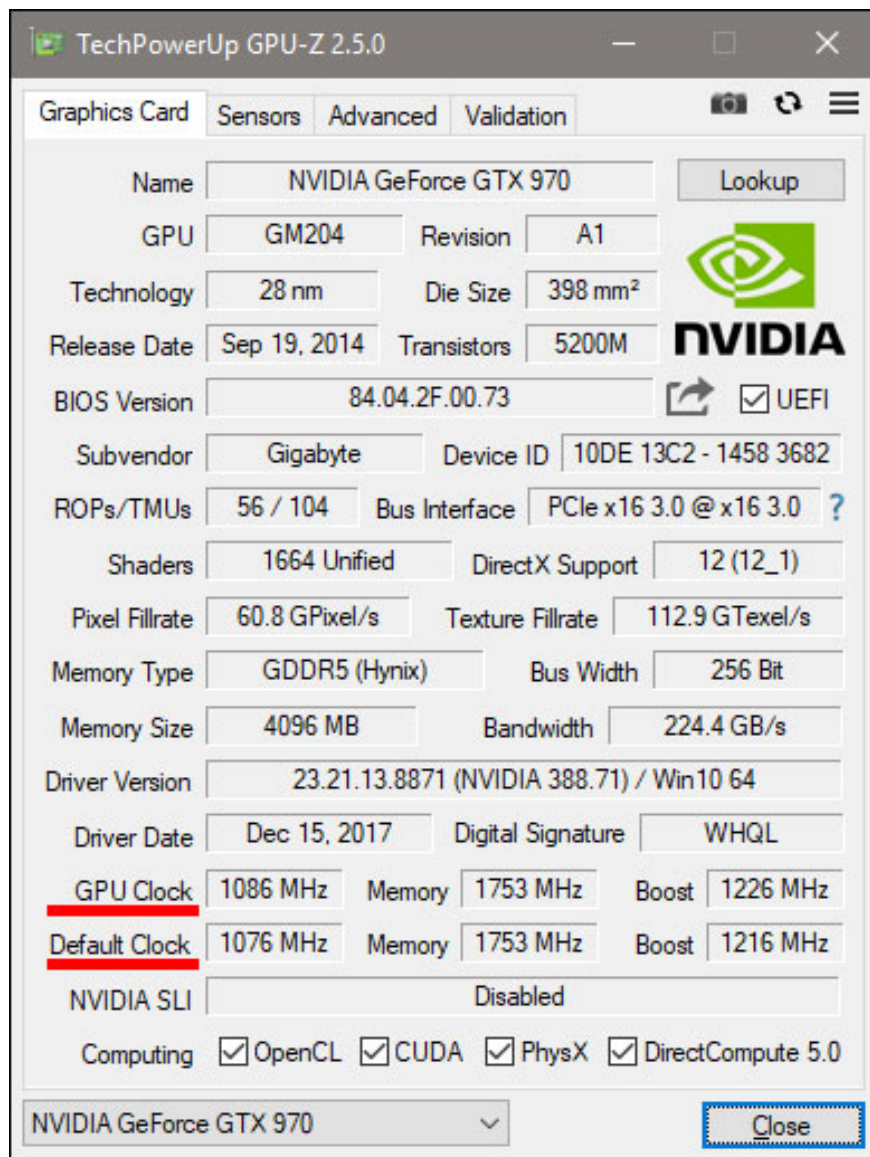 TechPowerUp GPU-Z 2.5.0
Graphics Card Sensors Advanced Validation
Name NVIDIA GeForce GTX 970 Lookup
GPU GM204 Revision A1
Technology 28 nm Die Size 398 mm²
Release Date Sep 19, 2014 Transistors 5200M
NVIDIA
BIOS Version 84.04.2F.00.73 UEFI
Subvendor Gigabyte Device ID 10DE 13C2 - 1458 3682
ROPs/TMUs 56 / 104 Bus Interface PCIe x16 3.0 @ x16 3.0 ?
Shaders 1664 Unified DirectX Support 12 (12_1)
Pixel Fillrate 60.8 GPixel/s Texture Fillrate 112.9 GTexel/s
Memory Type GDDR5 (Hynix) Bus Width 256 Bit
Memory Size 4096 MB Bandwidth 224.4 GB/s
Driver Version 23.21.13.8871 (NVIDIA 388.71) / Win10 64
Driver Date Dec 15, 2017 Digital Signature WHQL
GPU Clock 1086 MHz Memory 1753 MHz Boost 1226 MHz
Default Clock 1076 MHz Memory 1753 MHz Boost 1216 MHz
NVIDIA SLI Disabled
Computing OpenCL CUDA PhysX DirectCompute 5.0
NVIDIA GeForce GTX 970 Close